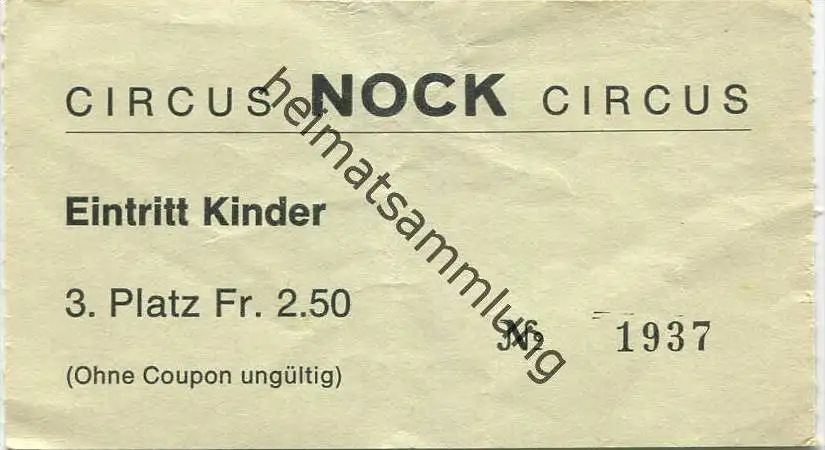 CIRCUS NOCK CIRCUS
Eintritt Kinder
3. Platz Fr. 2.50
№ 1937
(Ohne Coupon ungültig)
heimatsammlung